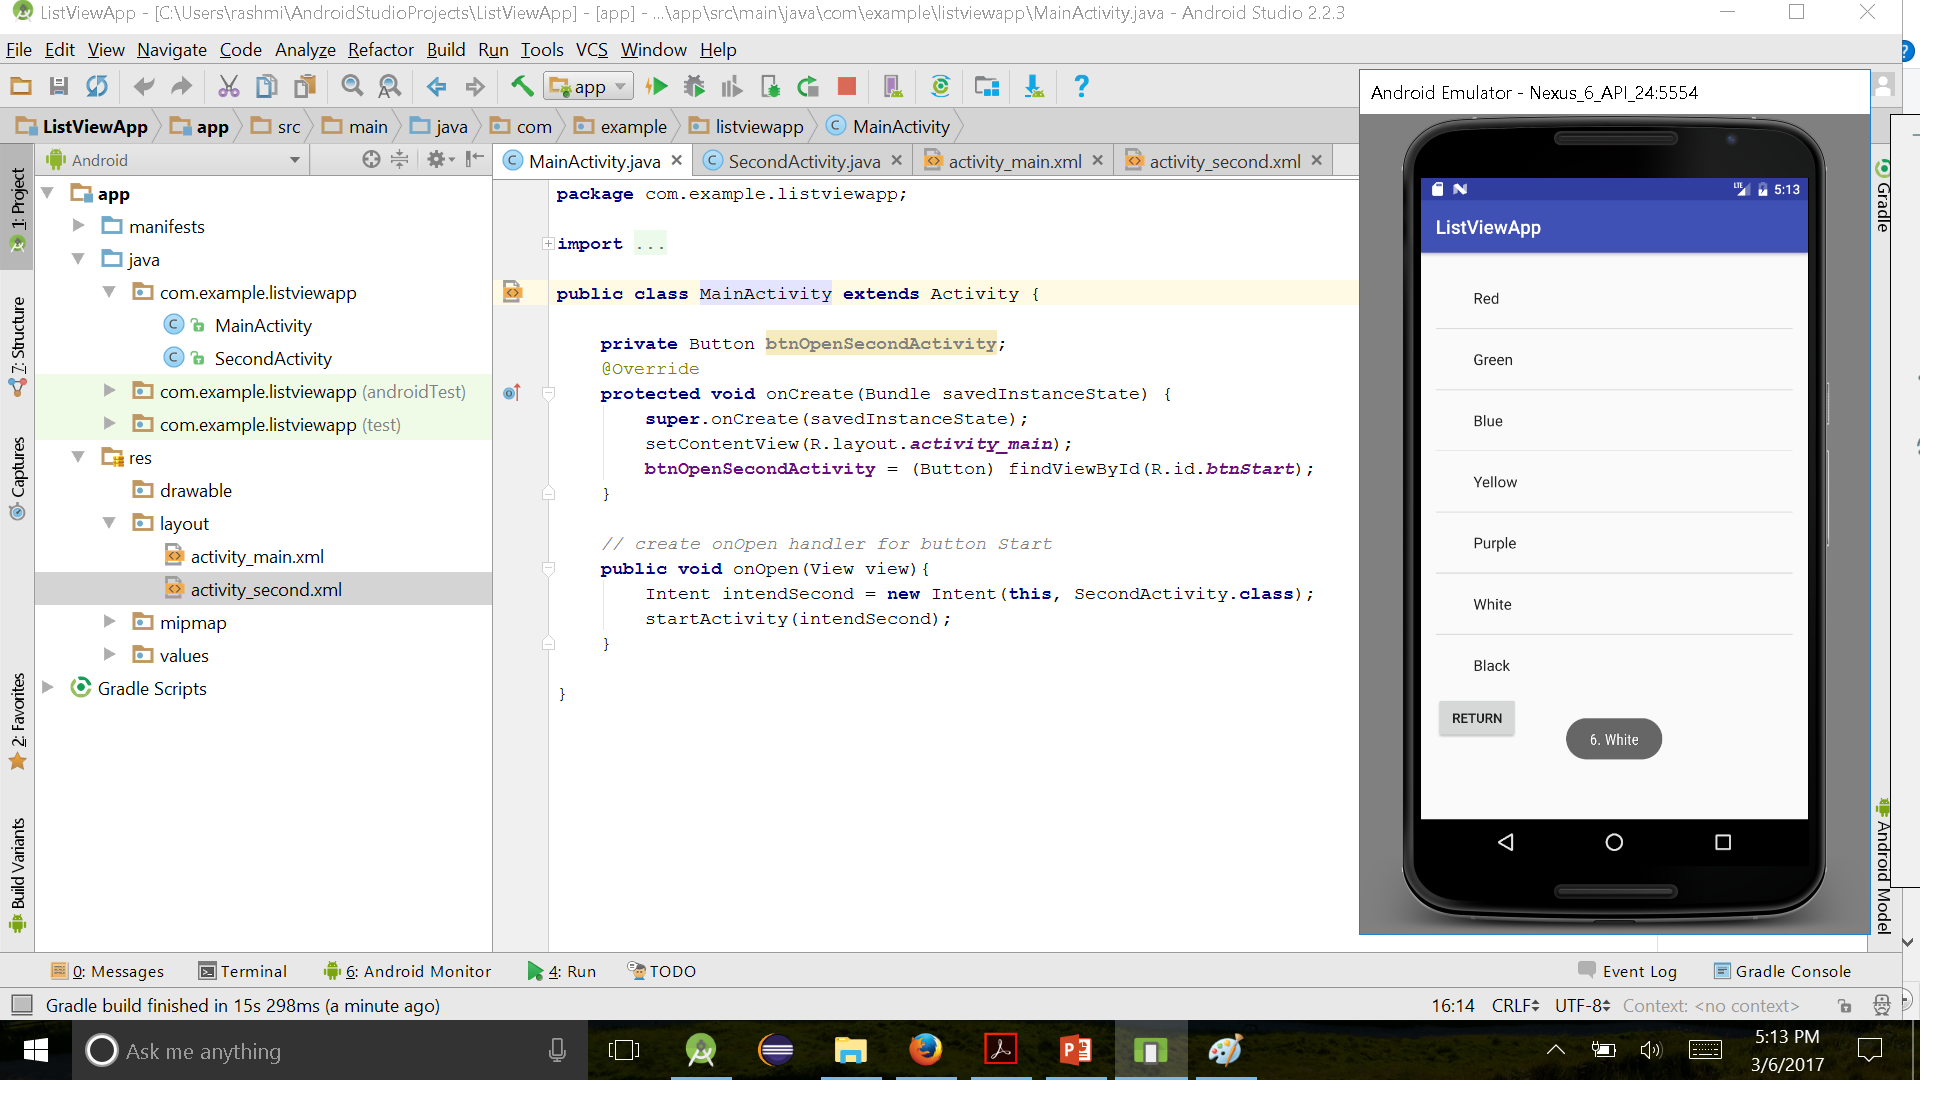 ListViewApp - [C:\Users\rashmi\AndroidStudioProjects\ListViewApp] - [app] - ...\app\src\main\java\com\example\listviewapp\MainActivity.java - Android Studio 2.2.3
File Edit View Navigate Code Analyze Refactor Build Run Tools VCS Window Help
app
ListViewApp app src main java com example listviewapp MainActivity
Android
MainActivity.java SecondActivity.java activity_main.xml activity_second.xml
1: Project
7: Structure
Captures
2: Favorites
Build Variants
app
manifests
java
com.example.listviewapp
MainActivity
SecondActivity
com.example.listviewapp (androidTest)
com.example.listviewapp (test)
res
drawable
layout
activity_main.xml
activity_second.xml
mipmap
values
Gradle Scripts
package com.example.listviewapp;
import ...
public class MainActivity extends Activity {
private Button btnOpenSecondActivity;
@Override
protected void onCreate(Bundle savedInstanceState) {
super.onCreate(savedInstanceState);
setContentView(R.layout.activity_main);
btnOpenSecondActivity = (Button) findViewById(R.id.btnStart);
}
// create onOpen handler for button Start
public void onOpen(View view){
Intent intendSecond = new Intent(this, SecondActivity.class);
startActivity(intendSecond);
}
}
Android Emulator - Nexus_6_API_24:5554
LTE 5:13
ListViewApp
Red
Green
Blue
Yellow
Purple
White
Black
RETURN
6. White
Gradle
Android Model
0: Messages Terminal 6: Android Monitor 4: Run TODO Event Log Gradle Console
Gradle build finished in 15s 298ms (a minute ago) 16:14 CRLF UTF-8 Context: <no context>
Ask me anything
5:13 PM
3/6/2017